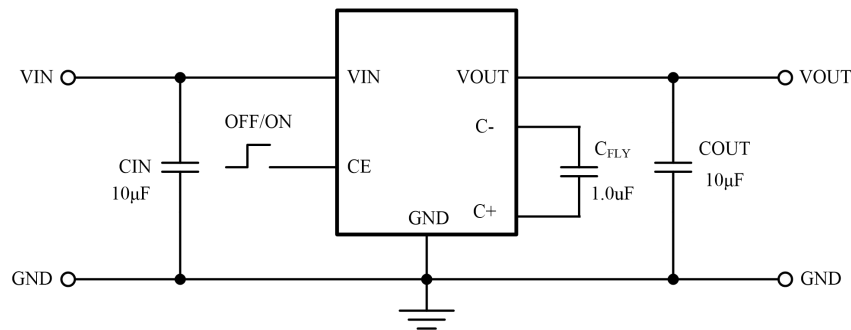 VIN
VIN
VOUT
VOUT
OFF/ON
C-
CIN
10μF
CE
CFLY
1.0uF
COUT
10μF
C+
GND
GND
GND